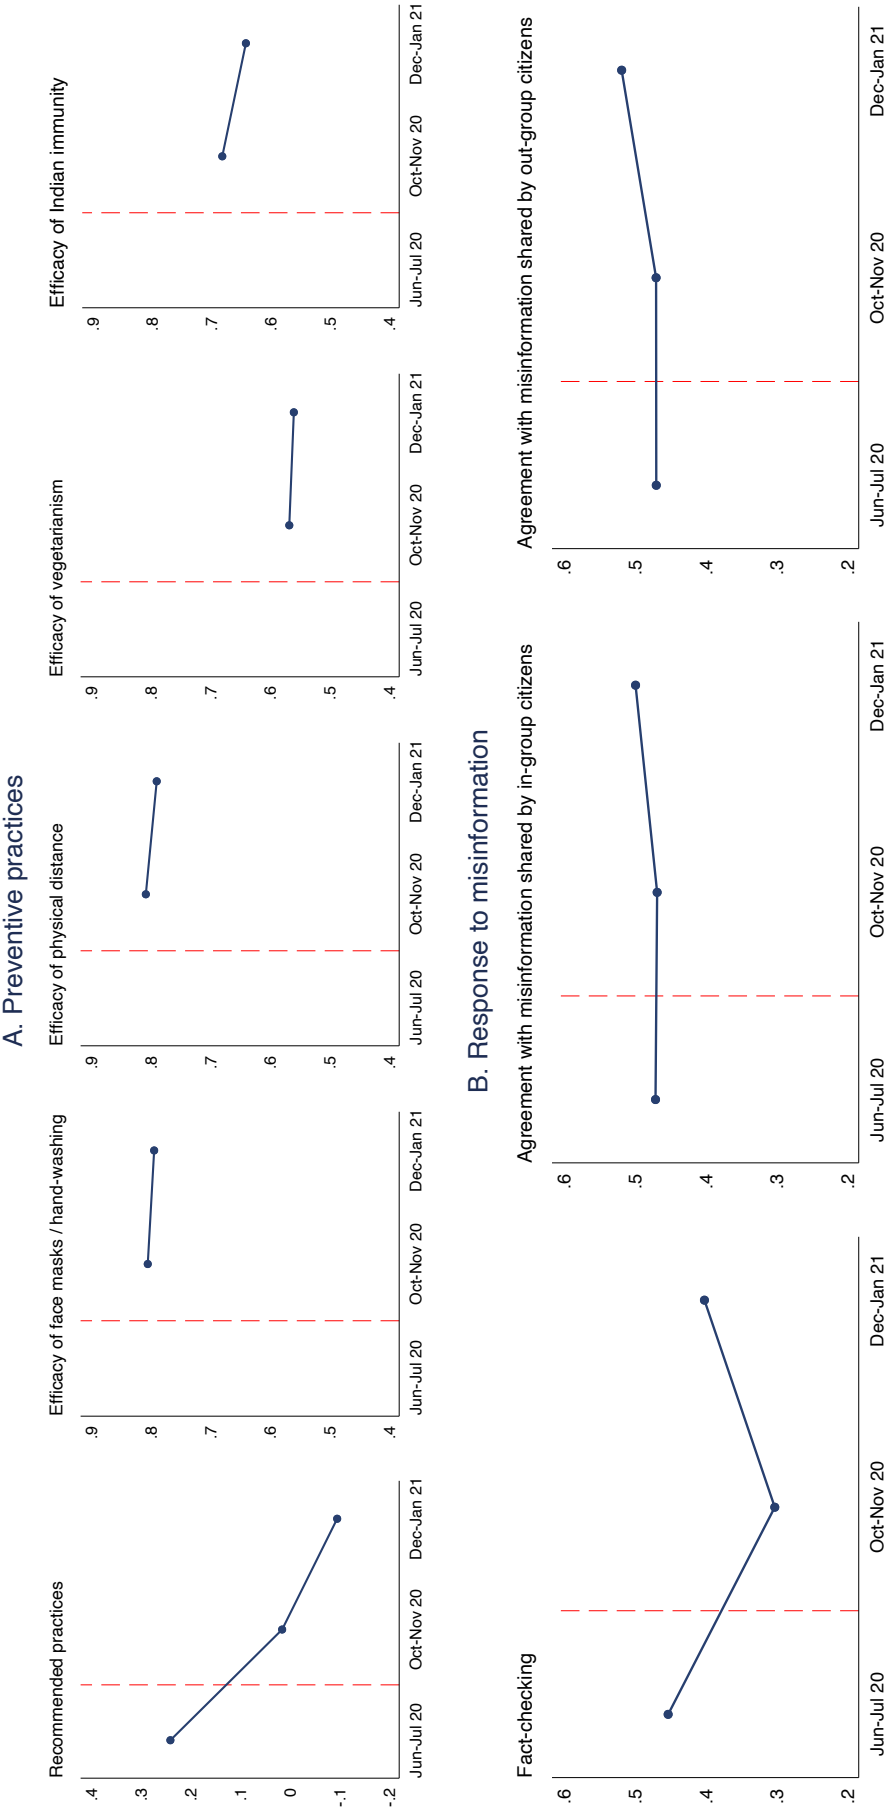 A. Preventive practices
Recommended practices
.4
.3
.2
.1
0
-.1
-.2
Jun-Jul 20 Oct-Nov 20 Dec-Jan 21
Efficacy of face masks / hand-washing
.9
.8
.7
.6
.5
.4
Jun-Jul 20 Oct-Nov 20 Dec-Jan 21
Efficacy of physical distance
.9
.8
.7
.6
.5
.4
Jun-Jul 20 Oct-Nov 20 Dec-Jan 21
Efficacy of vegetarianism
.9
.8
.7
.6
.5
.4
Jun-Jul 20 Oct-Nov 20 Dec-Jan 21
Efficacy of Indian immunity
.9
.8
.7
.6
.5
.4
Jun-Jul 20 Oct-Nov 20 Dec-Jan 21
B. Response to misinformation
Fact-checking
.6
.5
.4
.3
.2
Jun-Jul 20 Oct-Nov 20 Dec-Jan 21
Agreement with misinformation shared by in-group citizens
.6
.5
.4
.3
.2
Jun-Jul 20 Oct-Nov 20 Dec-Jan 21
Agreement with misinformation shared by out-group citizens
.6
.5
.4
.3
.2
Jun-Jul 20 Oct-Nov 20 Dec-Jan 21